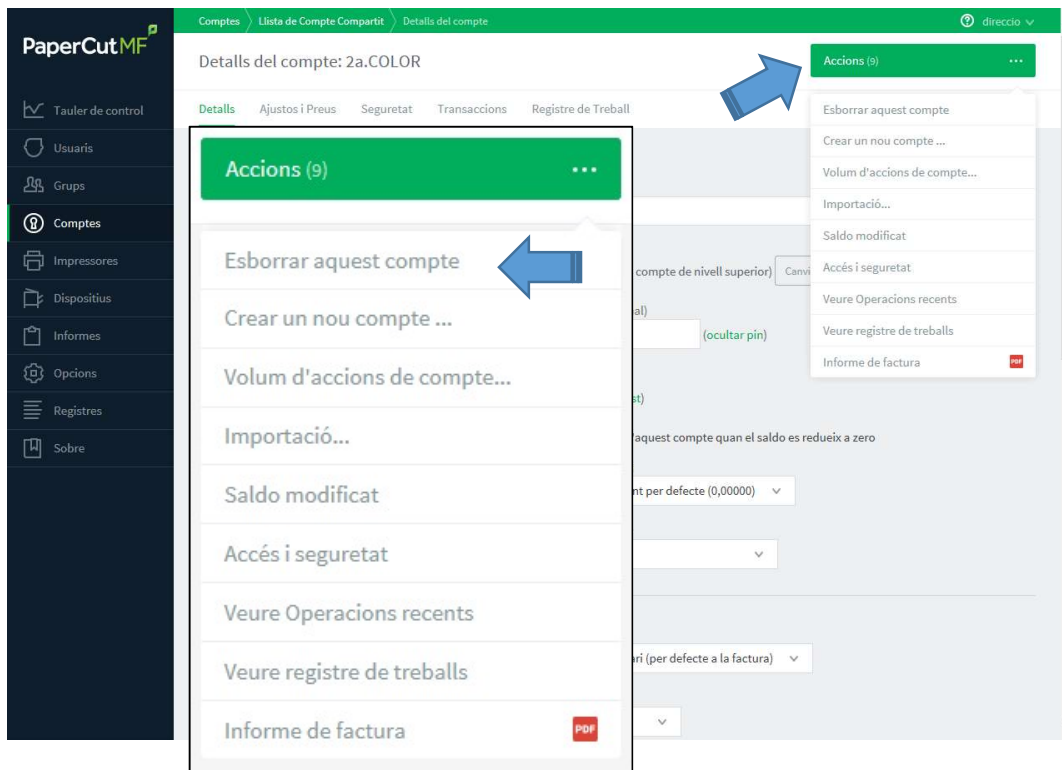 PaperCut MF
Comptes
Llista de Compte Compartit
Detalls del compte
direccio
Detalls del compte: 2a.COLOR
Accions (9)
Detalls
Ajustos i Preus
Seguretat
Transaccions
Registre de Treball
Tauler de control
Usuaris
Grups
Comptes
Impressores
Dispositius
Informes
Opcions
Registres
Sobre
Accions (9)
Esborrar aquest compte
Crear un nou compte ...
Volum d'accions de compte...
Importació...
Saldo modificat
Accés i seguretat
Veure Operacions recents
Veure registre de treballs
Informe de factura
PDF
Esborrar aquest compte
Crear un nou compte ...
Volum d'accions de compte...
Importació...
Saldo modificat
Accés i seguretat
Veure Operacions recents
Veure registre de treballs
Informe de factura
PDF
compte de nivell superior)
(ocultar pin)
aquest compte quan el saldo es redueix a zero
per defecte (0,00000)
(per defecte a la factura)